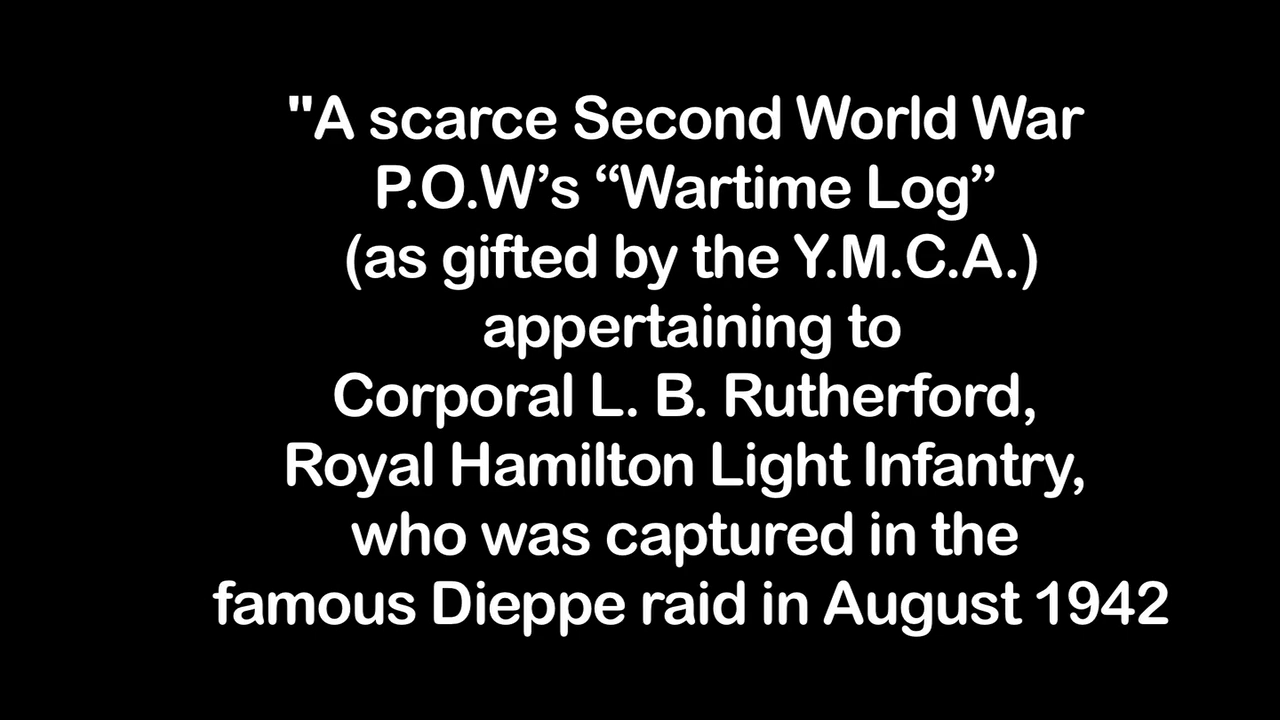 "A scarce Second World War
P.O.W’s “Wartime Log”
(as gifted by the Y.M.C.A.)
appertaining to
Corporal L. B. Rutherford,
Royal Hamilton Light Infantry,
who was captured in the
famous Dieppe raid in August 1942